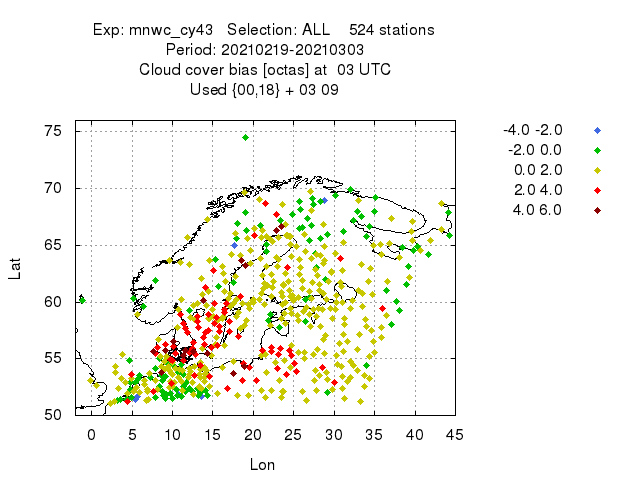 Exp: mnwc_cy43 Selection: ALL 524 stations
Period: 20210219-20210303
Cloud cover bias [octas] at 03 UTC
Used {00,18} + 03 09
-4.0 -2.0
-2.0 0.0
0.0 2.0
2.0 4.0
4.0 6.0
75
70
65
60
55
50
Lat
0 5 10 15 20 25 30 35 40 45
Lon